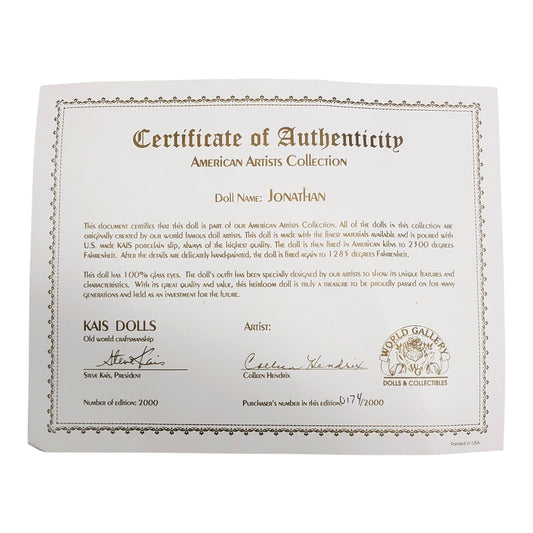 Certificate of Authenticity
American Artists Collection
Doll Name: Jonathan
This document certifies that this doll is part of our American Artists Collection. All of the dolls in this collection are
originally created by our world famous doll artists. This doll is made with the finest materials available and is poured with
U.S. made KAIS porcelain slip, always of the highest quality. The doll is then fired in American kilns to 2300 degrees
Fahrenheit. After the details are delicately hand-painted, the doll is fired again to 1285 degrees Fahrenheit.
This doll has 100% glass eyes. The doll's outfit has been specially designed by our artists to show its unique features and
characteristics. With its great quality and value, this heirloom doll is truly a treasure to be proudly passed on for many
generations and held as an investment for the future.
KAIS DOLLS
Old world craftsmanship
Steve Kais
Steve Kais, President
Number of edition: 2000
Artist:
Colleen Hendrix
Colleen Hendrix
Purchaser's number in this edition 0174/2000
WORLD GALLERY
DOLLS & COLLECTIBLES
Printed in USA